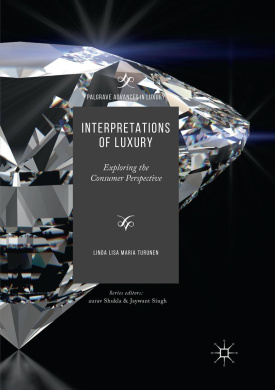 PALGRAVE ADVANCES IN LUXURY
INTERPRETATIONS
OF LUXURY
Exploring the
Consumer Perspective
LINDA LISA MARIA TURUNEN
Series editors:
aurav Shukla & Jaywant Singh